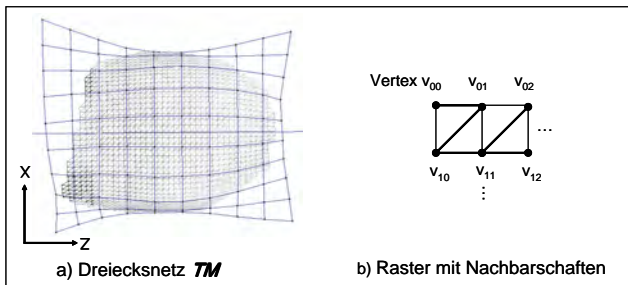 X
Z
a) Dreiecksnetz TM
Vertex v00 v01 v02
...
v10 v11 v12
...
b) Raster mit Nachbarschaften